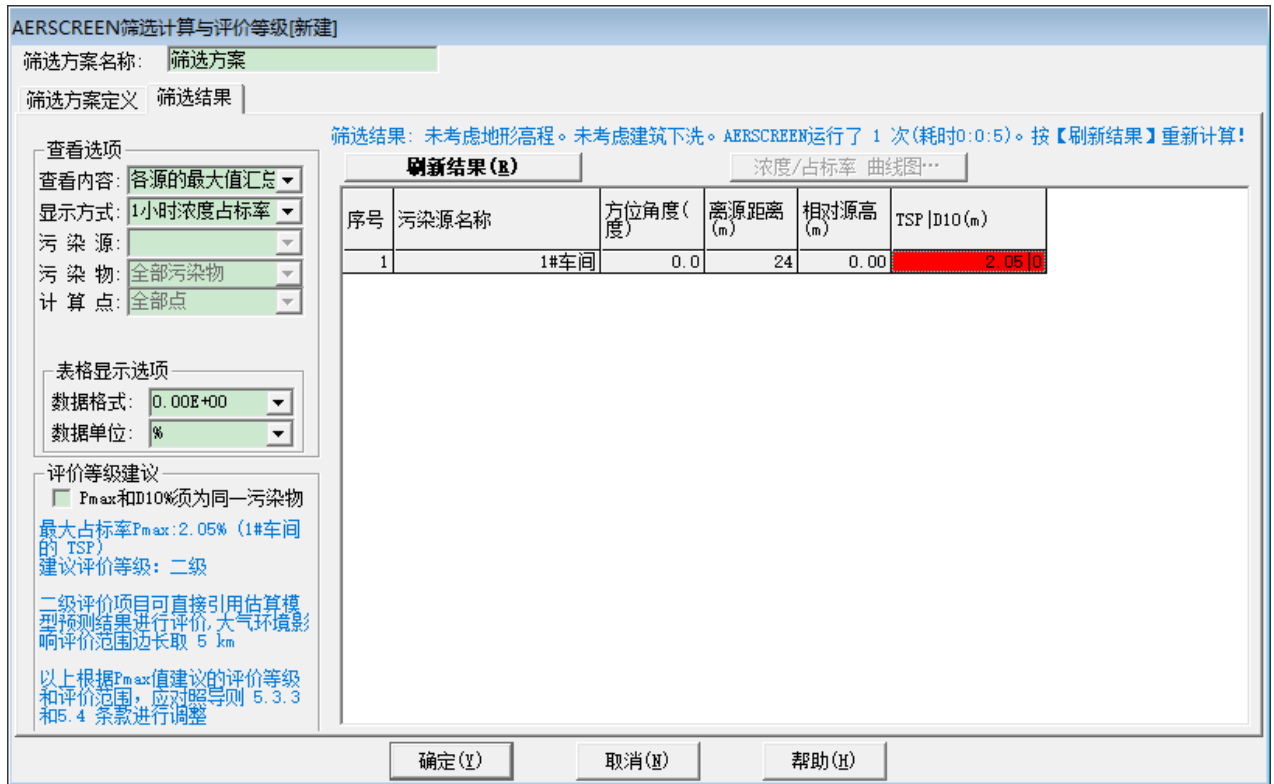 AERSCREEN筛选计算与评价等级[新建]
筛选方案名称: 筛选方案
筛选方案定义 筛选结果
筛选结果: 未考虑地形高程。未考虑建筑下洗。AERSCREEN运行了 1 次(耗时0:0:5)。按【刷新结果】重新计算!
刷新结果(R) 浓度/占标率 曲线图…
查看选项
查看内容: 各源的最大值汇总
显示方式: 1小时浓度占标率
污 染 源:
污 染 物: 全部污染物
计 算 点: 全部点
序号 污染源名称 方位角度(度) 离源距离(m) 相对源高(m) TSP|D10(m)
1 1#车间 0.0 24 0.00 2.05|0
表格显示选项
数据格式: 0.00E+00
数据单位: %
评价等级建议
Pmax和D10%须为同一污染物
最大占标率Pmax:2.05% (1#车间
的 TSP)
建议评价等级: 二级
二级评价项目可直接引用估算模
型预测结果进行评价,大气环境影
响评价范围边长取 5 km
以上根据Pmax值建议的评价等级
和评价范围,应对照导则 5.3.3
和5.4 条款进行调整
确定(Y) 取消(N) 帮助(H)